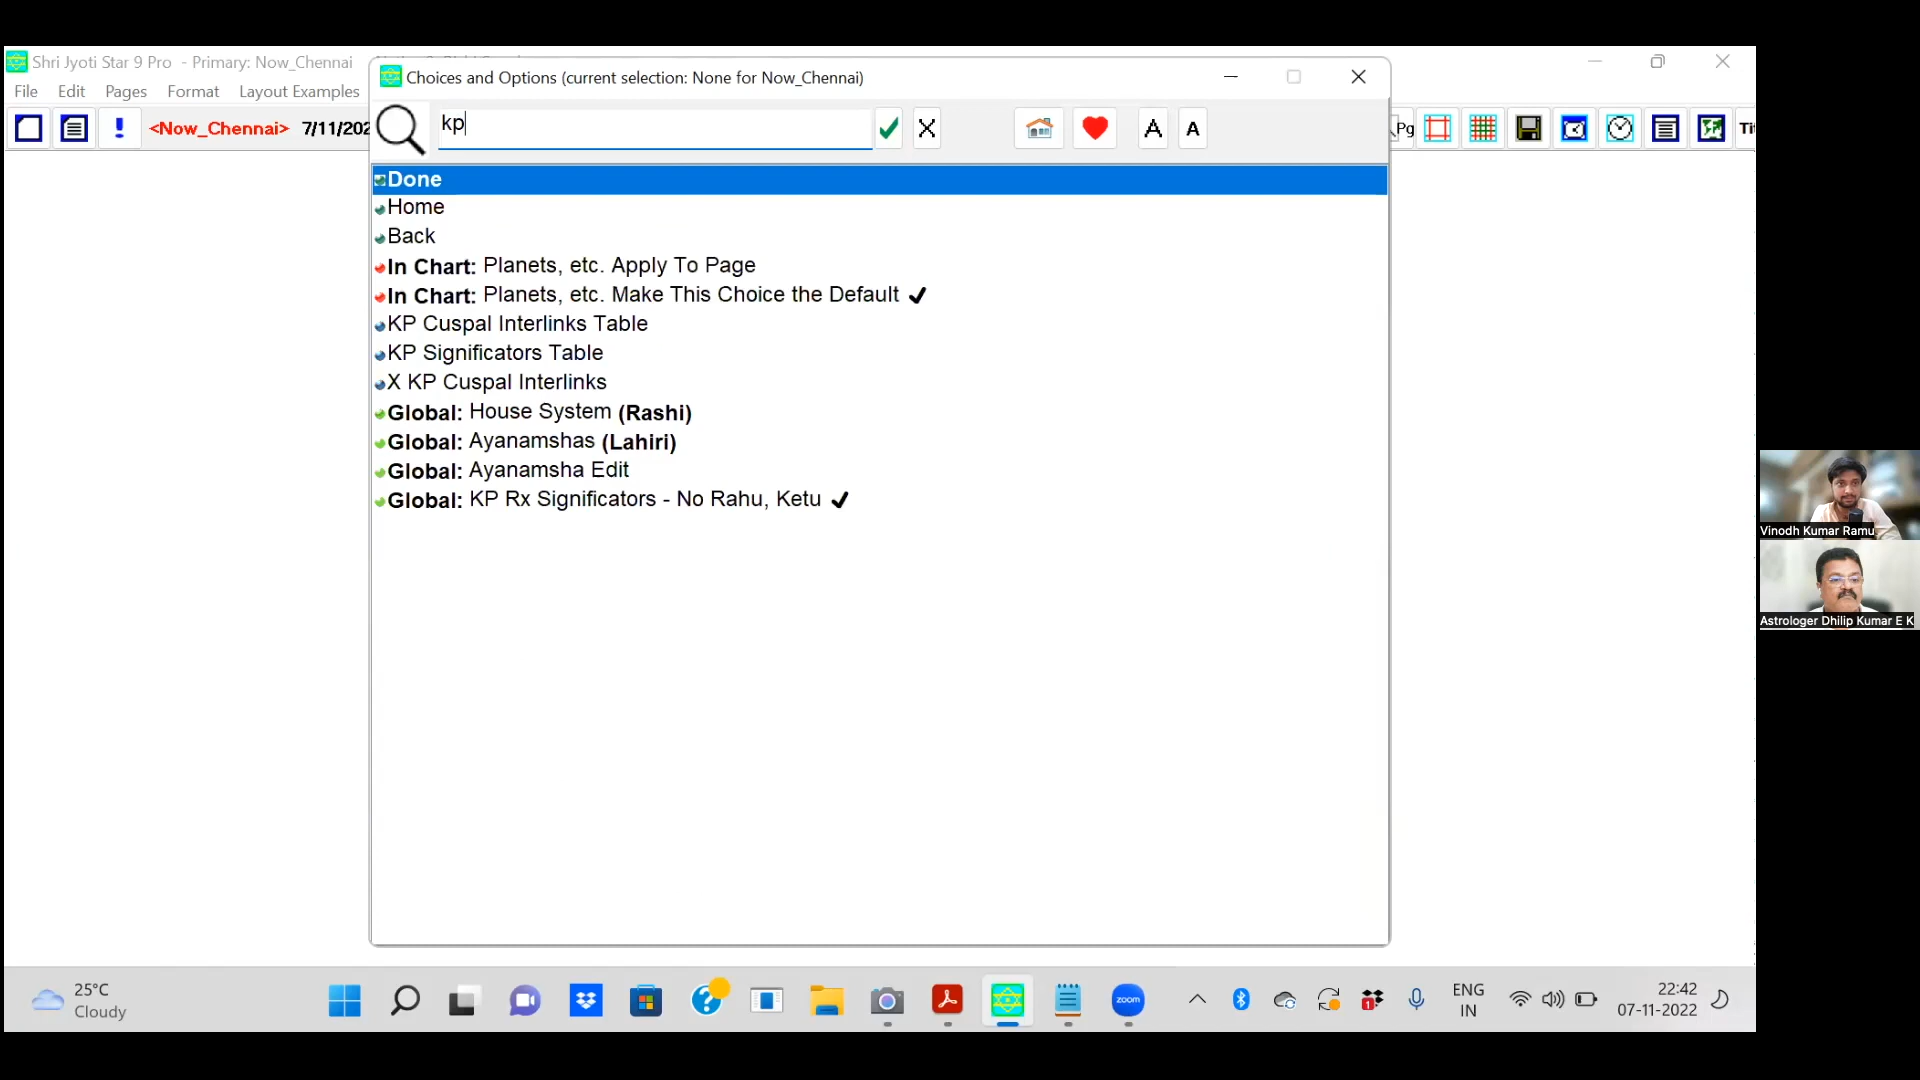 Shri Jyoti Star 9 Pro - Primary: Now_Chennai
Choices and Options (current selection: None for Now_Chennai)
File Edit Pages Format Layout Examples
<Now_Chennai> 7/11/202
kp
A A
Pg
Done
Home
Back
In Chart: Planets, etc. Apply To Page
In Chart: Planets, etc. Make This Choice the Default ✔
KP Cuspal Interlinks Table
KP Significators Table
X KP Cuspal Interlinks
Global: House System (Rashi)
Global: Ayanamshas (Lahiri)
Global: Ayanamsha Edit
Global: KP Rx Significators - No Rahu, Ketu ✔
Vinodh Kumar Ramu
Astrologer Dhilip Kumar E K
25°C
Cloudy
zoom
1
ENG
IN
22:42
07-11-2022